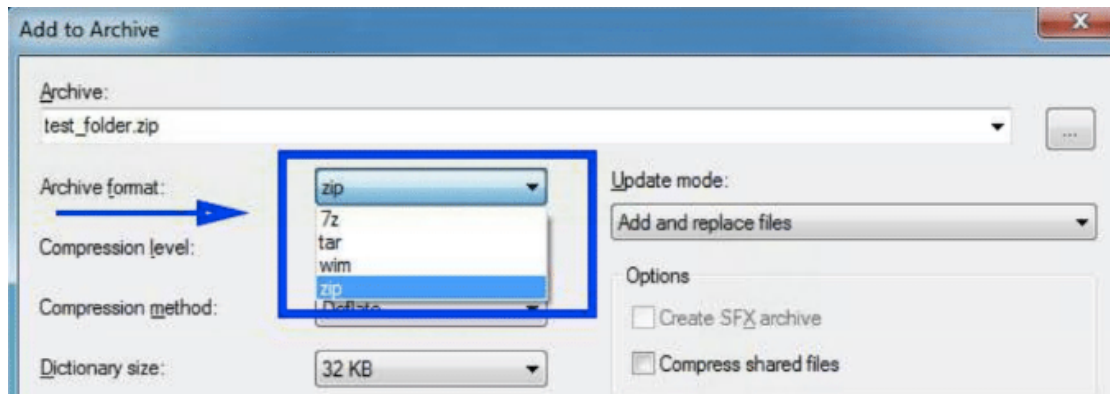 Add to Archive
Archive:
test_folder.zip
...
Archive format:
zip
Update mode:
7z
Add and replace files
tar
Compression level:
wim
Options
zip
Compression method:
Deflate
Create SFX archive
Dictionary size:
32 KB
Compress shared files